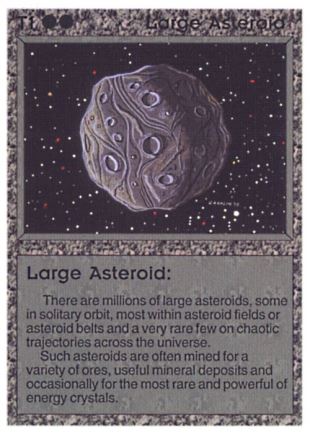 T1 Large Asteroid
Large Asteroid:
There are millions of large asteroids, some
in solitary orbit, most within asteroid fields or
asteroid belts and a very rare few on chaotic
trajectories across the universe.
Such asteroids are often mined for a
variety of ores, useful mineral deposits and
occasionally for the most rare and powerful of
energy crystals.